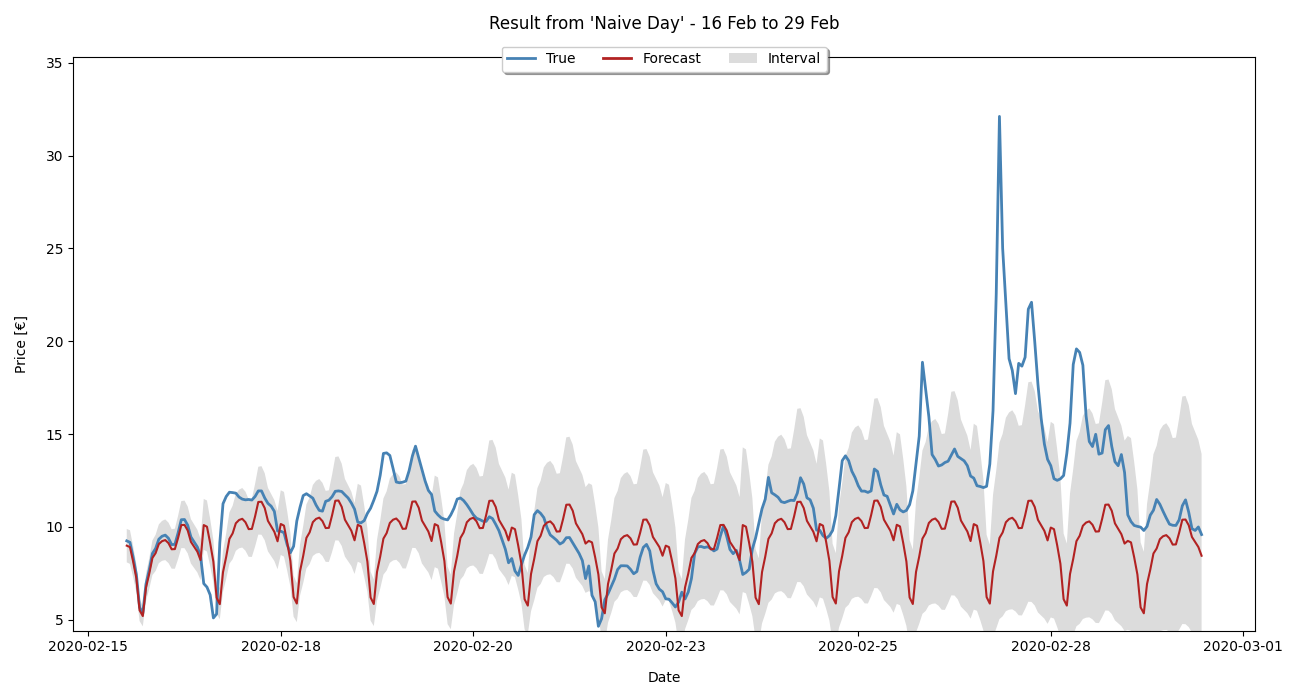 Result from 'Naive Day' - 16 Feb to 29 Feb
True Forecast Interval
35
30
25
20
15
10
5
Price [€]
2020-02-15 2020-02-18 2020-02-20 2020-02-23 2020-02-25 2020-02-28 2020-03-01
Date